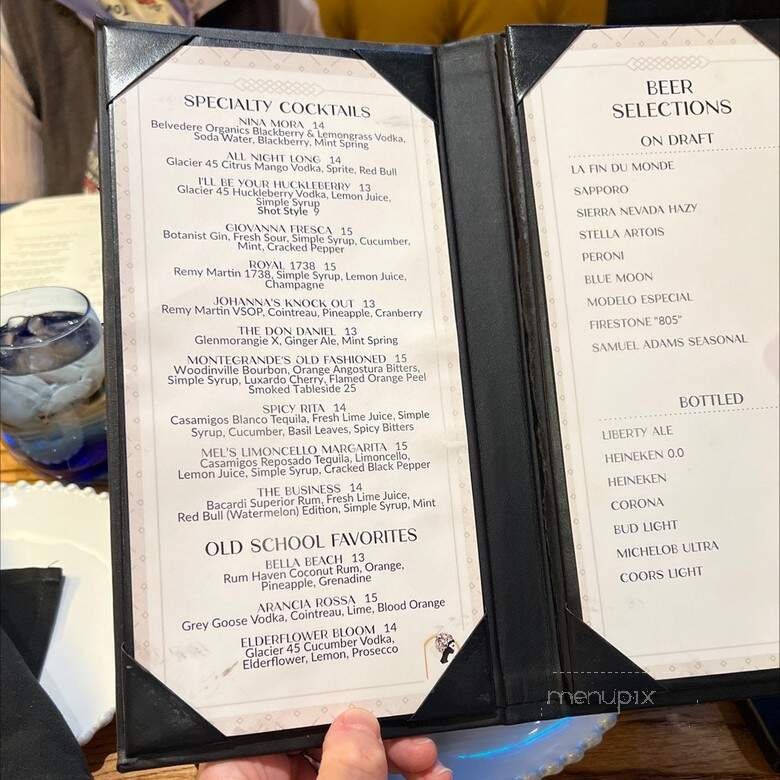 SPECIALTY COCKTAILS
NINA MORA 14
Belvedere Organics Blackberry & Lemongrass Vodka,
Soda Water, Blackberry, Mint Spring
ALL NIGHT LONG 14
Glacier 45 Citrus Mango Vodka, Sprite, Red Bull
I'LL BE YOUR HUCKLEBERRY 13
Glacier 45 Huckleberry Vodka, Lemon Juice,
Simple Syrup
Shot Style 9
GIOVANNA FRESCA 15
Botanist Gin, Fresh Sour, Simple Syrup, Cucumber,
Mint, Cracked Pepper
ROYAL 1738 15
Remy Martin 1738, Simple Syrup, Lemon Juice,
Champagne
JOHANNA'S KNOCK OUT 13
Remy Martin VSOP, Cointreau, Pineapple, Cranberry
THE DON DANIEL 13
Glenmorangie X, Ginger Ale, Mint Spring
MONTEGRANDE'S OLD FASHIONED 15
Woodinville Bourbon, Orange Angostura Bitters,
Simple Syrup, Luxardo Cherry, Flamed Orange Peel
Smoked Tableside 25
SPICY RITA 14
Casamigos Blanco Tequila, Fresh Lime Juice, Simple
Syrup, Cucumber, Basil Leaves, Spicy Bitters
MEL'S LIMONCELLO MARGARITA 15
Casamigos Reposado Tequila, Limoncello,
Lemon Juice, Simple Syrup, Cracked Black Pepper
THE BUSINESS 14
Bacardi Superior Rum, Fresh Lime Juice,
Red Bull (Watermelon) Edition, Simple Syrup, Mint
OLD SCHOOL FAVORITES
BELLA BEACH 13
Rum Haven Coconut Rum, Orange,
Pineapple, Grenadine
ARANCIA ROSSA 15
Grey Goose Vodka, Cointreau, Lime, Blood Orange
ELDERFLOWER BLOOM 14
Glacier 45 Cucumber Vodka,
Elderflower, Lemon, Prosecco
BEER
SELECTIONS
ON DRAFT
LA FIN DU MONDE
SAPPORO
SIERRA NEVADA HAZY
STELLA ARTOIS
PERONI
BLUE MOON
MODELO ESPECIAL
FIRESTONE "805"
SAMUEL ADAMS SEASONAL
BOTTLED
LIBERTY ALE
HEINEKEN 0.0
HEINEKEN
CORONA
BUD LIGHT
MICHELOB ULTRA
COORS LIGHT
menupix